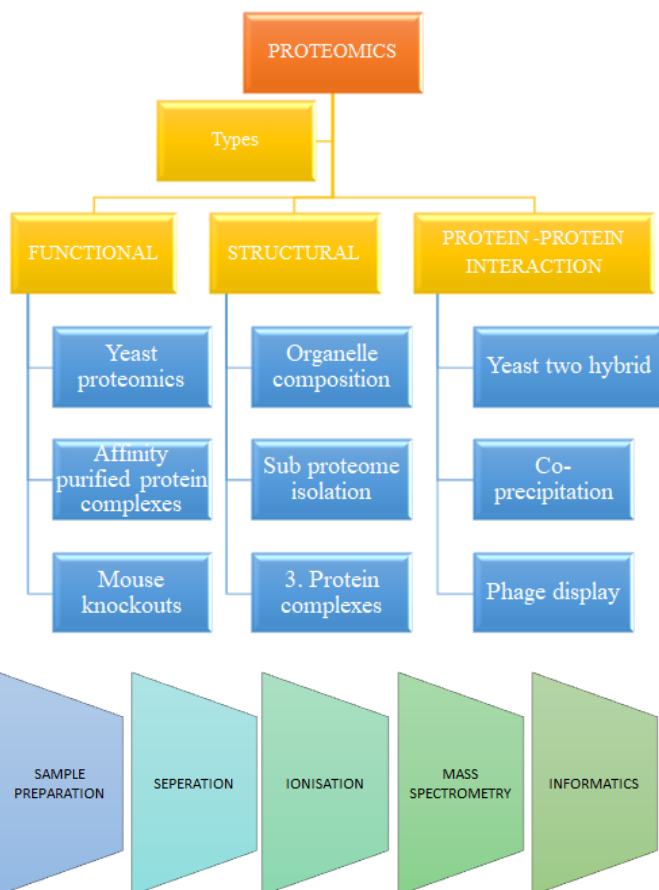 PROTEOMICS
Types
FUNCTIONAL
STRUCTURAL
PROTEIN -PROTEIN
INTERACTION
Yeast
proteomics
Organelle
composition
Yeast two hybrid
Affinity
purified protein
complexes
Sub proteome
isolation
Co-
precipitation
Mouse
knockouts
3. Protein
complexes
Phage display
SAMPLE
PREPARATION
SEPERATION
IONISATION
MASS
SPECTROMETRY
INFORMATICS